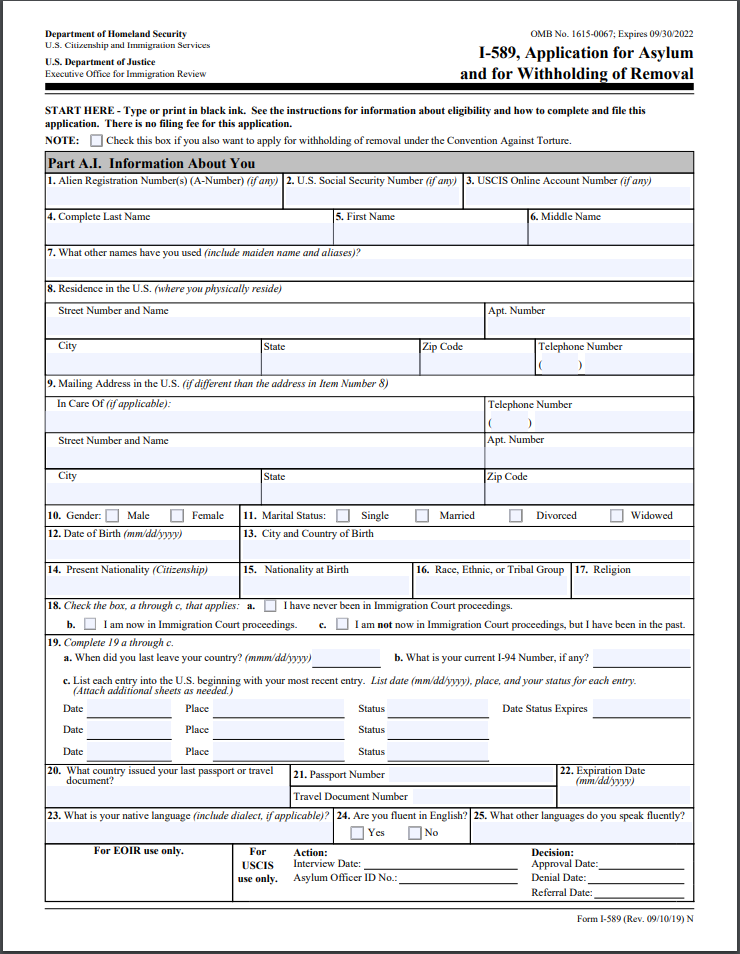 Department of Homeland Security
U.S. Citizenship and Immigration Services
U.S. Department of Justice
Executive Office for Immigration Review
OMB No. 1615-0067; Expires 09/30/2022
I-589, Application for Asylum
and for Withholding of Removal
START HERE - Type or print in black ink. See the instructions for information about eligibility and how to complete and file this
application. There is no filing fee for this application.
NOTE: Check this box if you also want to apply for withholding of removal under the Convention Against Torture.
Part A.I. Information About You
1. Alien Registration Number(s) (A-Number) (if any) 2. U.S. Social Security Number (if any) 3. USCIS Online Account Number (if any)
4. Complete Last Name 5. First Name 6. Middle Name
7. What other names have you used (include maiden name and aliases)?
8. Residence in the U.S. (where you physically reside)
Street Number and Name Apt. Number
City State Zip Code Telephone Number
( )
9. Mailing Address in the U.S. (if different than the address in Item Number 8)
In Care Of (if applicable): Telephone Number
( )
Street Number and Name Apt. Number
City State Zip Code
10. Gender: Male Female 11. Marital Status: Single Married Divorced Widowed
12. Date of Birth (mm/dd/yyyy) 13. City and Country of Birth
14. Present Nationality (Citizenship) 15. Nationality at Birth 16. Race, Ethnic, or Tribal Group 17. Religion
18. Check the box, a through c, that applies: a. I have never been in Immigration Court proceedings.
b. I am now in Immigration Court proceedings. c. I am not now in Immigration Court proceedings, but I have been in the past.
19. Complete 19 a through c.
a. When did you last leave your country? (mmm/dd/yyyy) b. What is your current I-94 Number, if any?
c. List each entry into the U.S. beginning with your most recent entry. List date (mm/dd/yyyy), place, and your status for each entry.
(Attach additional sheets as needed.)
Date Place Status Date Status Expires
Date Place Status
Date Place Status
20. What country issued your last passport or travel
document?
21. Passport Number
Travel Document Number
22. Expiration Date
(mm/dd/yyyy)
23. What is your native language (include dialect, if applicable)? 24. Are you fluent in English? 25. What other languages do you speak fluently?
Yes No
For EOIR use only.
For
USCIS
use only.
Action:
Interview Date:
Asylum Officer ID No.:
Decision:
Approval Date:
Denial Date:
Referral Date:
Form I-589 (Rev. 09/10/19) N